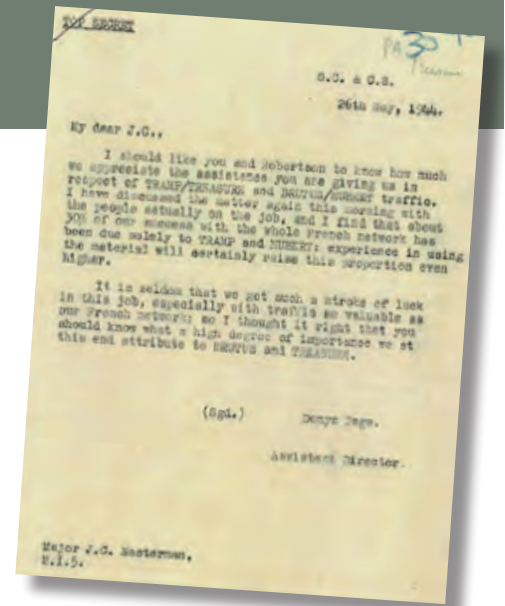 TOP SECRET
PA 30
Treasure
G.C. & C.S.
26th May, 1944.
My dear J.C.,
I should like you and Robertson to know how much
we appreciate the assistance you are giving us in
respect of TRAMP/TREASURE and BRUTUS/HUBERT traffic.
I have discussed the matter again this morning with
the people actually on the job, and I find that about
30% of our success with the whole French network has
been due solely to TRAMP and HUBERT: experience in using
the material will certainly raise this proportion even
higher.
It is seldom that we get such a stroke of luck
in this job, especially with traffic so valuable as
our French network; so I thought it right that you
should know what a high degree of importance we at
this end attribute to BRUTUS and TREASURE.
(Sgd.) Denys Page.
Assistant Director.
Major J.C. Masterman,
M.I.5.